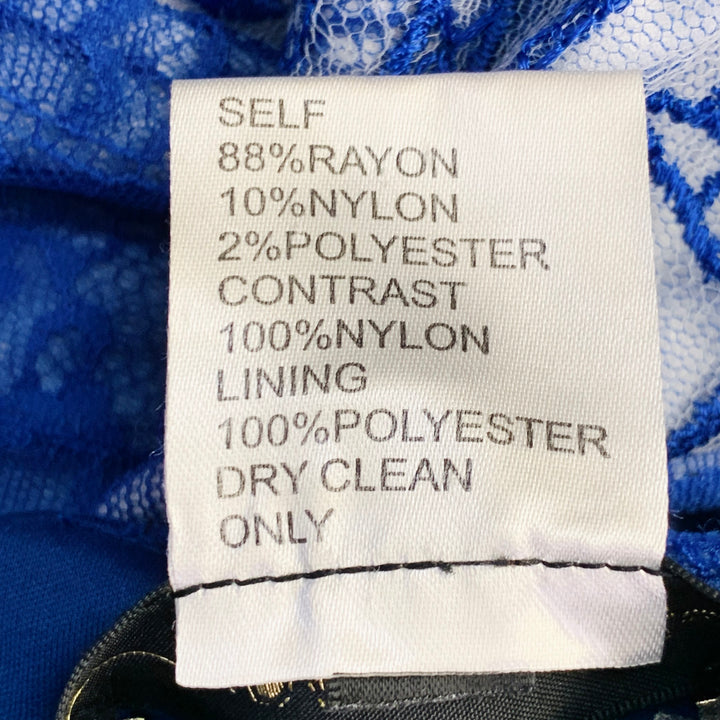 SELF
88%RAYON
10%NYLON
2%POLYESTER
CONTRAST
100%NYLON
LINING
100%POLYESTER
DRY CLEAN
ONLY